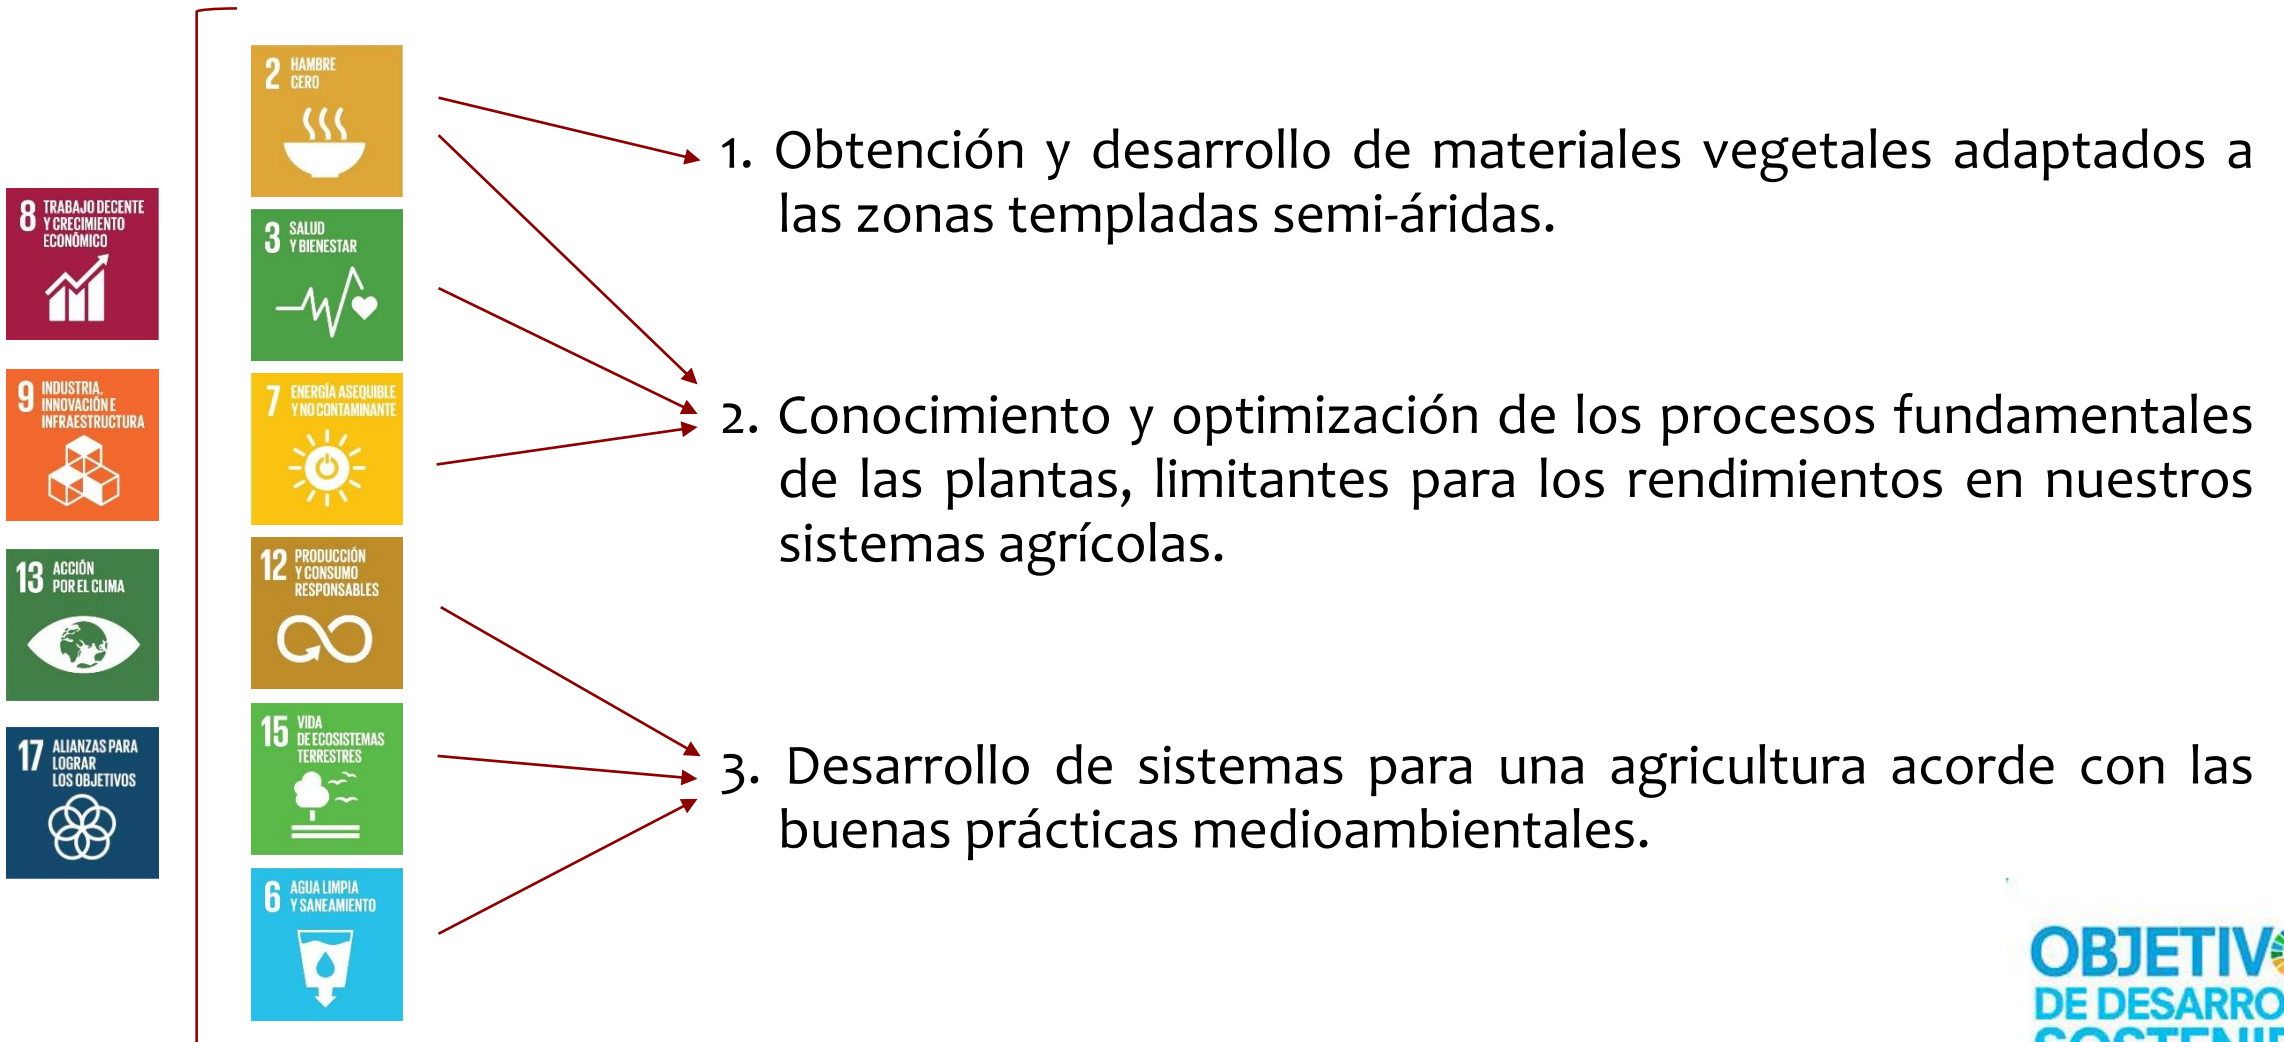 8 TRABAJO DECENTE
Y CRECIMIENTO
ECONÓMICO
9 INDUSTRIA,
INNOVACIÓN E
INFRAESTRUCTURA
13 ACCIÓN
POR EL CLIMA
17 ALIANZAS PARA
LOGRAR
LOS OBJETIVOS
2 HAMBRE
CERO
3 SALUD
Y BIENESTAR
7 ENERGÍA ASEQUIBLE
Y NO CONTAMINANTE
12 PRODUCCIÓN
Y CONSUMO
RESPONSABLES
15 VIDA
DE ECOSISTEMAS
TERRESTRES
6 AGUA LIMPIA
Y SANEAMIENTO
1. Obtención y desarrollo de materiales vegetales adaptados a
las zonas templadas semi-áridas.
2. Conocimiento y optimización de los procesos fundamentales
de las plantas, limitantes para los rendimientos en nuestros
sistemas agrícolas.
3. Desarrollo de sistemas para una agricultura acorde con las
buenas prácticas medioambientales.
OBJETIV
DE DESARRO